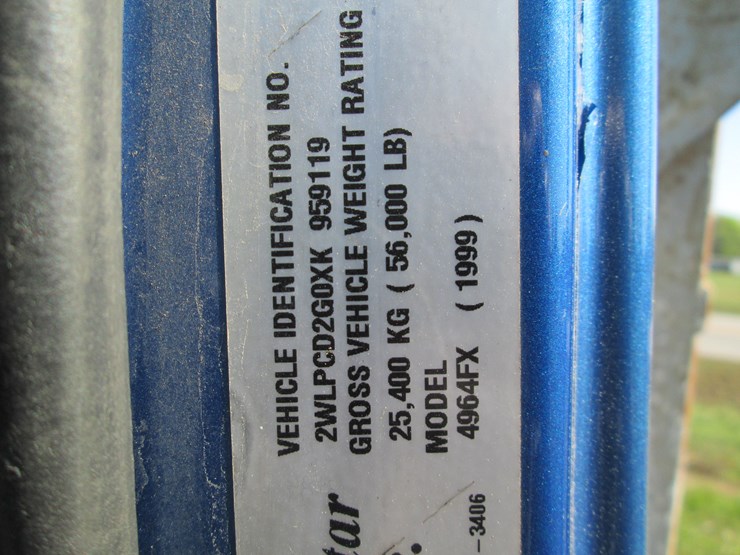 VEHICLE IDENTIFICATION NO.
2WLPCD2G0XK 959119
GROSS VEHICLE WEIGHT RATING
25,400 KG ( 56,000 LB)
MODEL
4964FX ( 1999 )
tar
- 3406